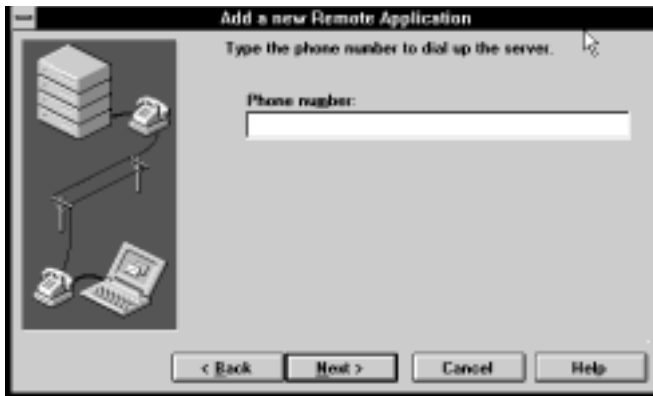 Add a new Remote Application
Type the phone number to dial up the server.
Phone number:
< Back
Next >
Cancel
Help